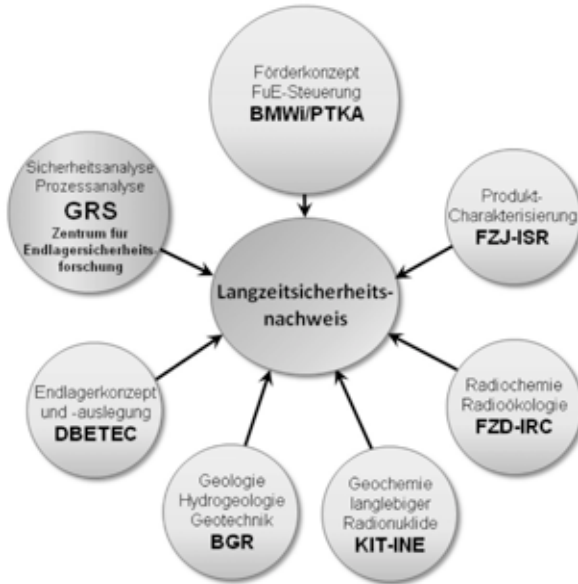 Förderkonzept
FuE-Steuerung
BMWi/PTKA
Sicherheitsanalyse
Prozessanalyse
GRS
Zentrum für
Endlagersicherheits-
forschung
Produkt-
Charakterisierung
FZJ-ISR
Langzeitsicherheits-
nachweis
Endlagerkonzept
und -auslegung
DBETEC
Radiochemie
Radioökologie
FZD-IRC
Geologie
Hydrogeologie
Geotechnik
BGR
Geochemie
langlebiger
Radionuklide
KIT-INE